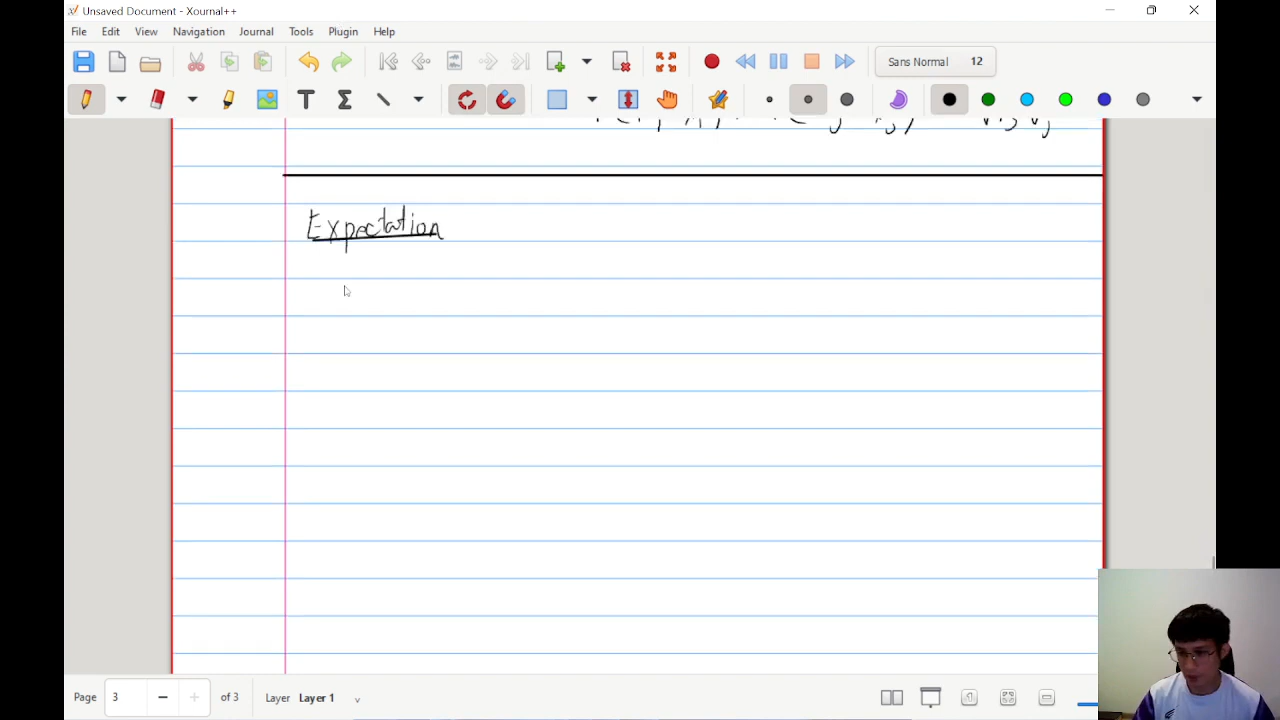 Unsaved Document - Xournal++
File Edit View Navigation Journal Tools Plugin Help
Sans Normal 12
Expectation
Page 3 of 3 Layer Layer 1